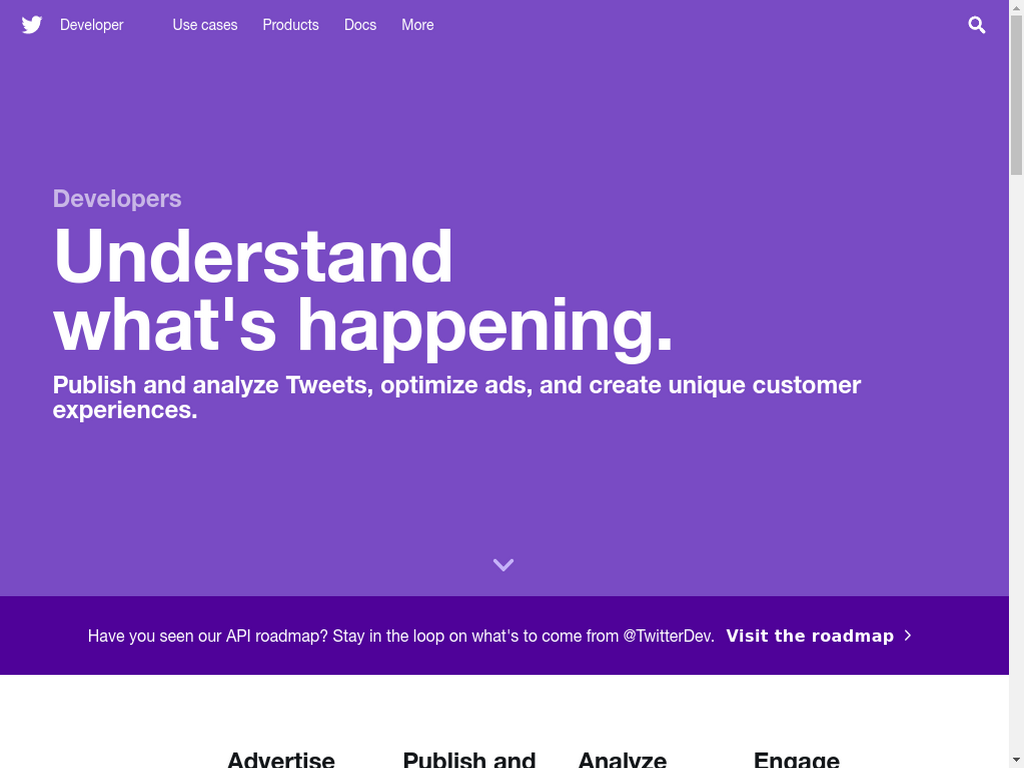 Developer Use cases Products Docs More
Developers
Understand
what's happening.
Publish and analyze Tweets, optimize ads, and create unique customer
experiences.
Have you seen our API roadmap? Stay in the loop on what's to come from @TwitterDev. Visit the roadmap
Advertise Publish and Analyze Engage